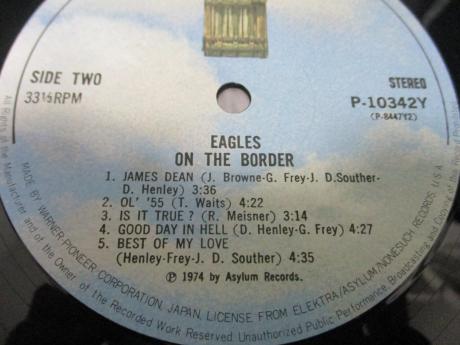 SIDE TWO
33⅓RPM
STEREO
P-10342Y
(P-8447Y2)
EAGLES
ON THE BORDER
1. JAMES DEAN (J. Browne-G. Frey-J. D.Souther-
D. Henley) 3:36
2. OL' '55 (T. Waits) 4:22
3. IS IT TRUE? (R. Meisner) 3:14
4. GOOD DAY IN HELL (D. Henley-G. Frey) 4:27
5. BEST OF MY LOVE
(Henley-Frey-J. D. Souther) 4:35
Ⓟ 1974 by Asylum Records.
MADE BY WARNER-PIONEER CORPORATION, JAPAN, LICENSE FROM ELEKTRA/ASYLUM/NONESUCH RECORDS, U.S.A.
All Rights of the Manufacturer and of the Owner of the Recorded Work Reserved Unauthorized Public Performance, Broadcasting and